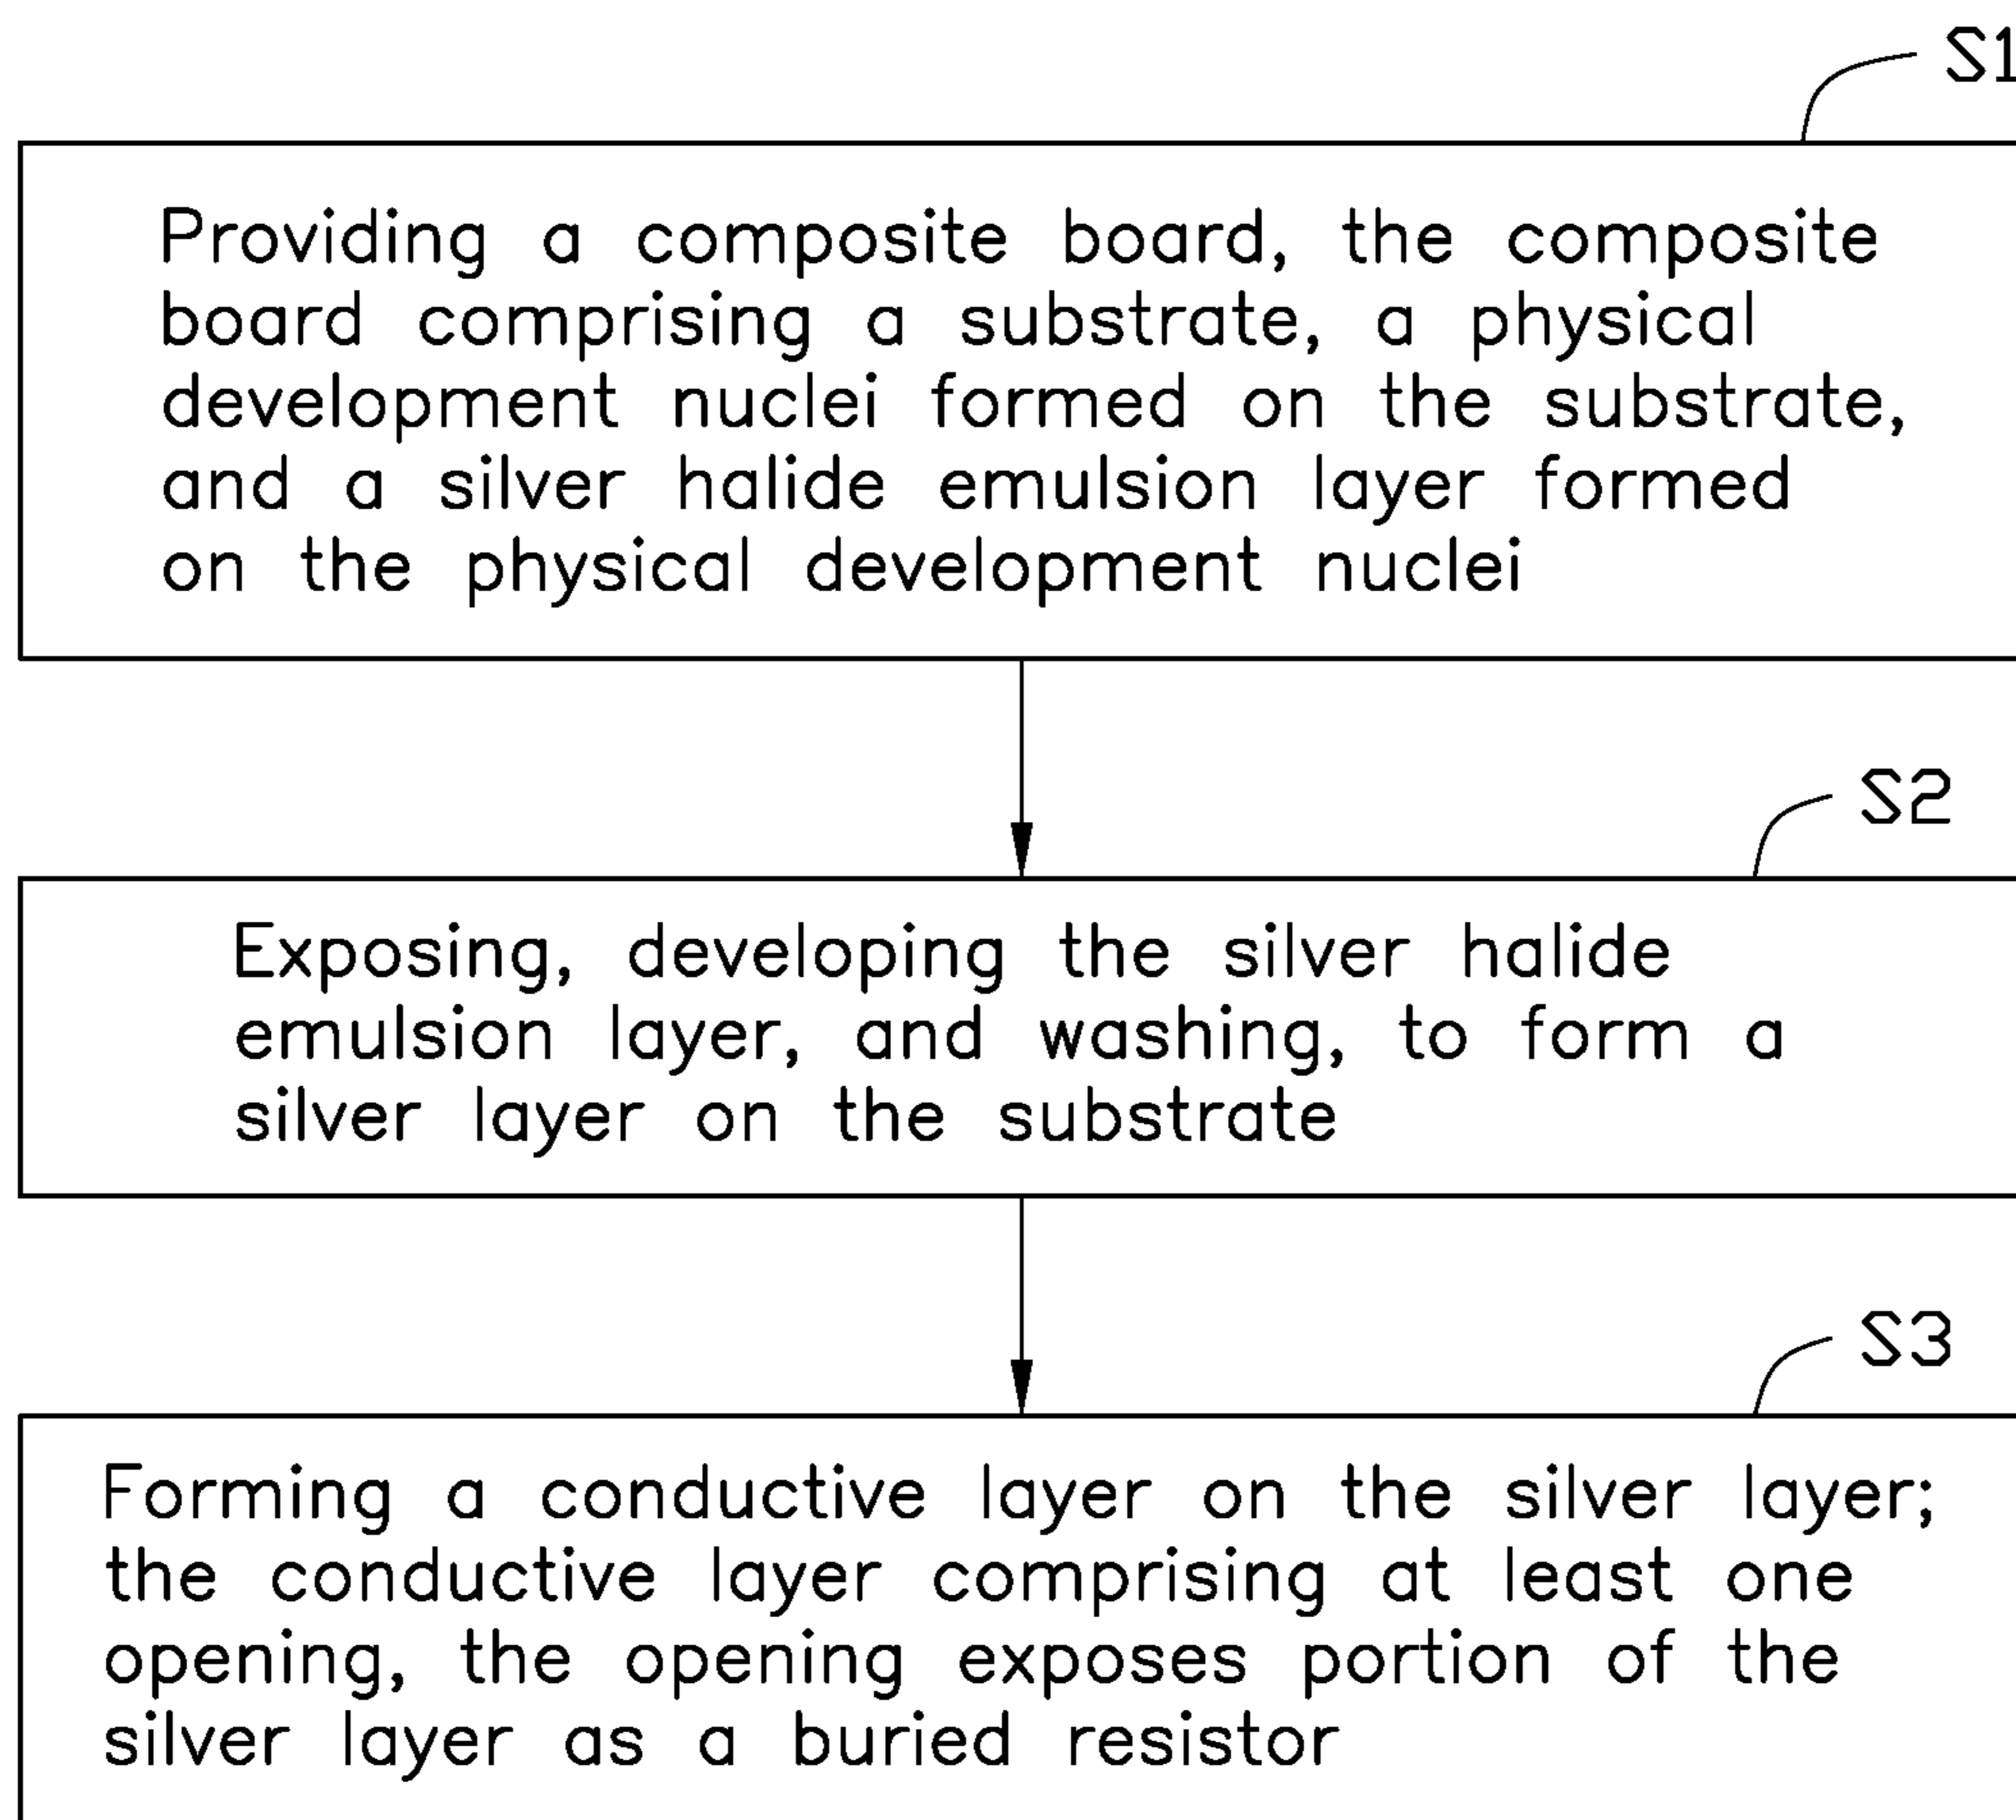 S1
Providing a composite board, the composite
board comprising a substrate, a physical
development nuclei formed on the substrate,
and a silver halide emulsion layer formed
on the physical development nuclei
S2
Exposing, developing the silver halide
emulsion layer, and washing, to form a
silver layer on the substrate
S3
Forming a conductive layer on the silver layer;
the conductive layer comprising at least one
opening, the opening exposes portion of the
silver layer as a buried resistor